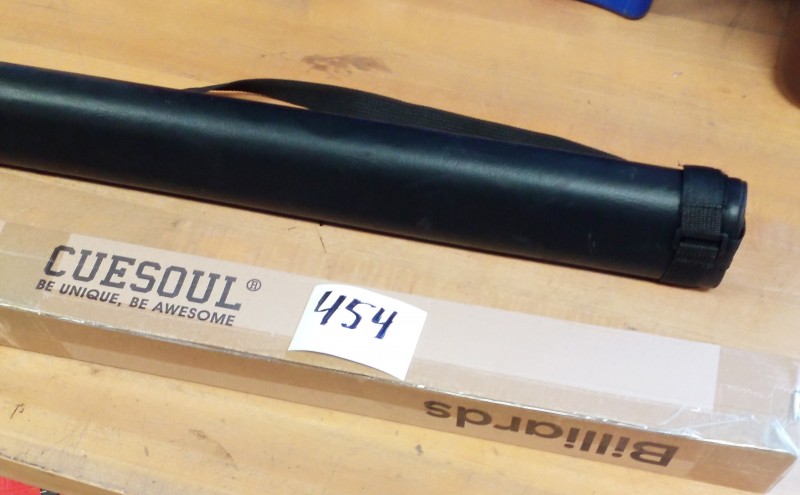 CUESOUL®
BE UNIQUE, BE AWESOME
454
Billiards